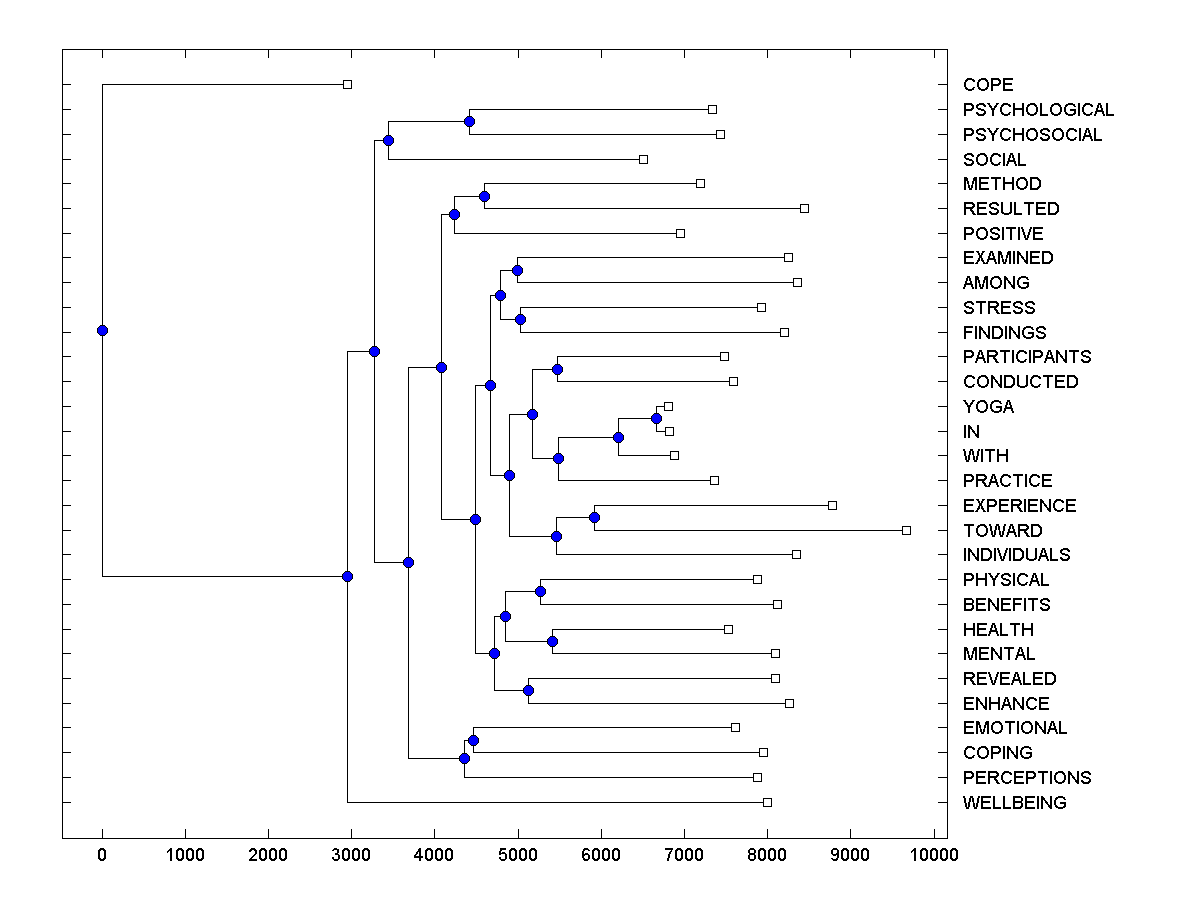 COPE
PSYCHOLOGICAL
PSYCHOSOCIAL
SOCIAL
METHOD
RESULTED
POSITIVE
EXAMINED
AMONG
STRESS
FINDINGS
PARTICIPANTS
CONDUCTED
YOGA
IN
WITH
PRACTICE
EXPERIENCE
TOWARD
INDIVIDUALS
PHYSICAL
BENEFITS
HEALTH
MENTAL
REVEALED
ENHANCE
EMOTIONAL
COPING
PERCEPTIONS
WELLBEING
0 1000 2000 3000 4000 5000 6000 7000 8000 9000 10000